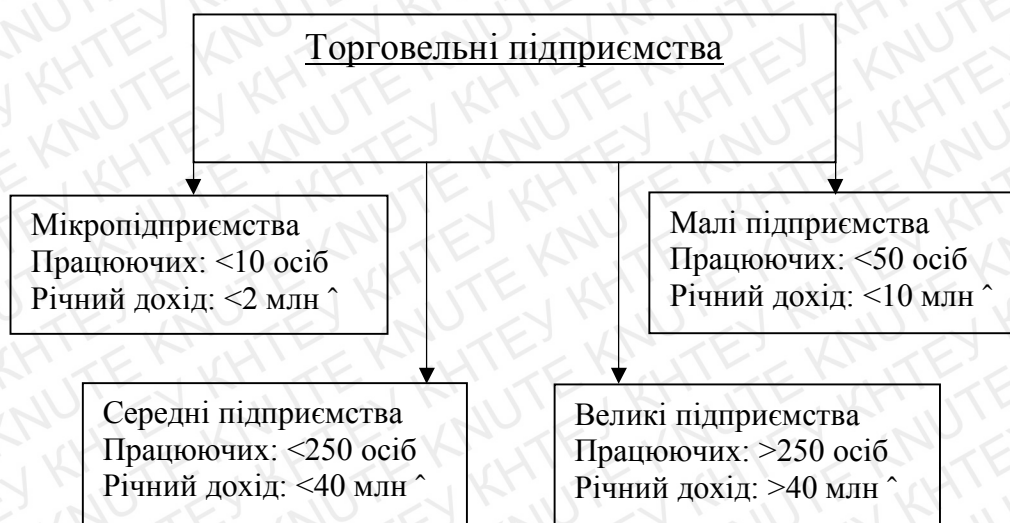 Торговельні підприємства
Мікропідприємства
Працюючих: <10 осіб
Річний дохід: <2 млн ˆ
Малі підприємства
Працюючих: <50 осіб
Річний дохід: <10 млн ˆ
Середні підприємства
Працюючих: <250 осіб
Річний дохід: <40 млн ˆ
Великі підприємства
Працюючих: >250 осіб
Річний дохід: >40 млн ˆ